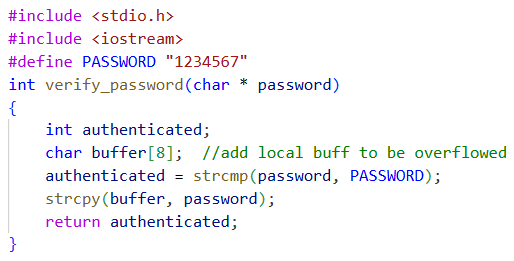 #include <stdio.h>
#include <iostream>
#define PASSWORD "1234567"
int verify_password(char * password)
{
    int authenticated;
    char buffer[8];  //add local buff to be overflowed
    authenticated = strcmp(password, PASSWORD);
    strcpy(buffer, password);
    return authenticated;
}